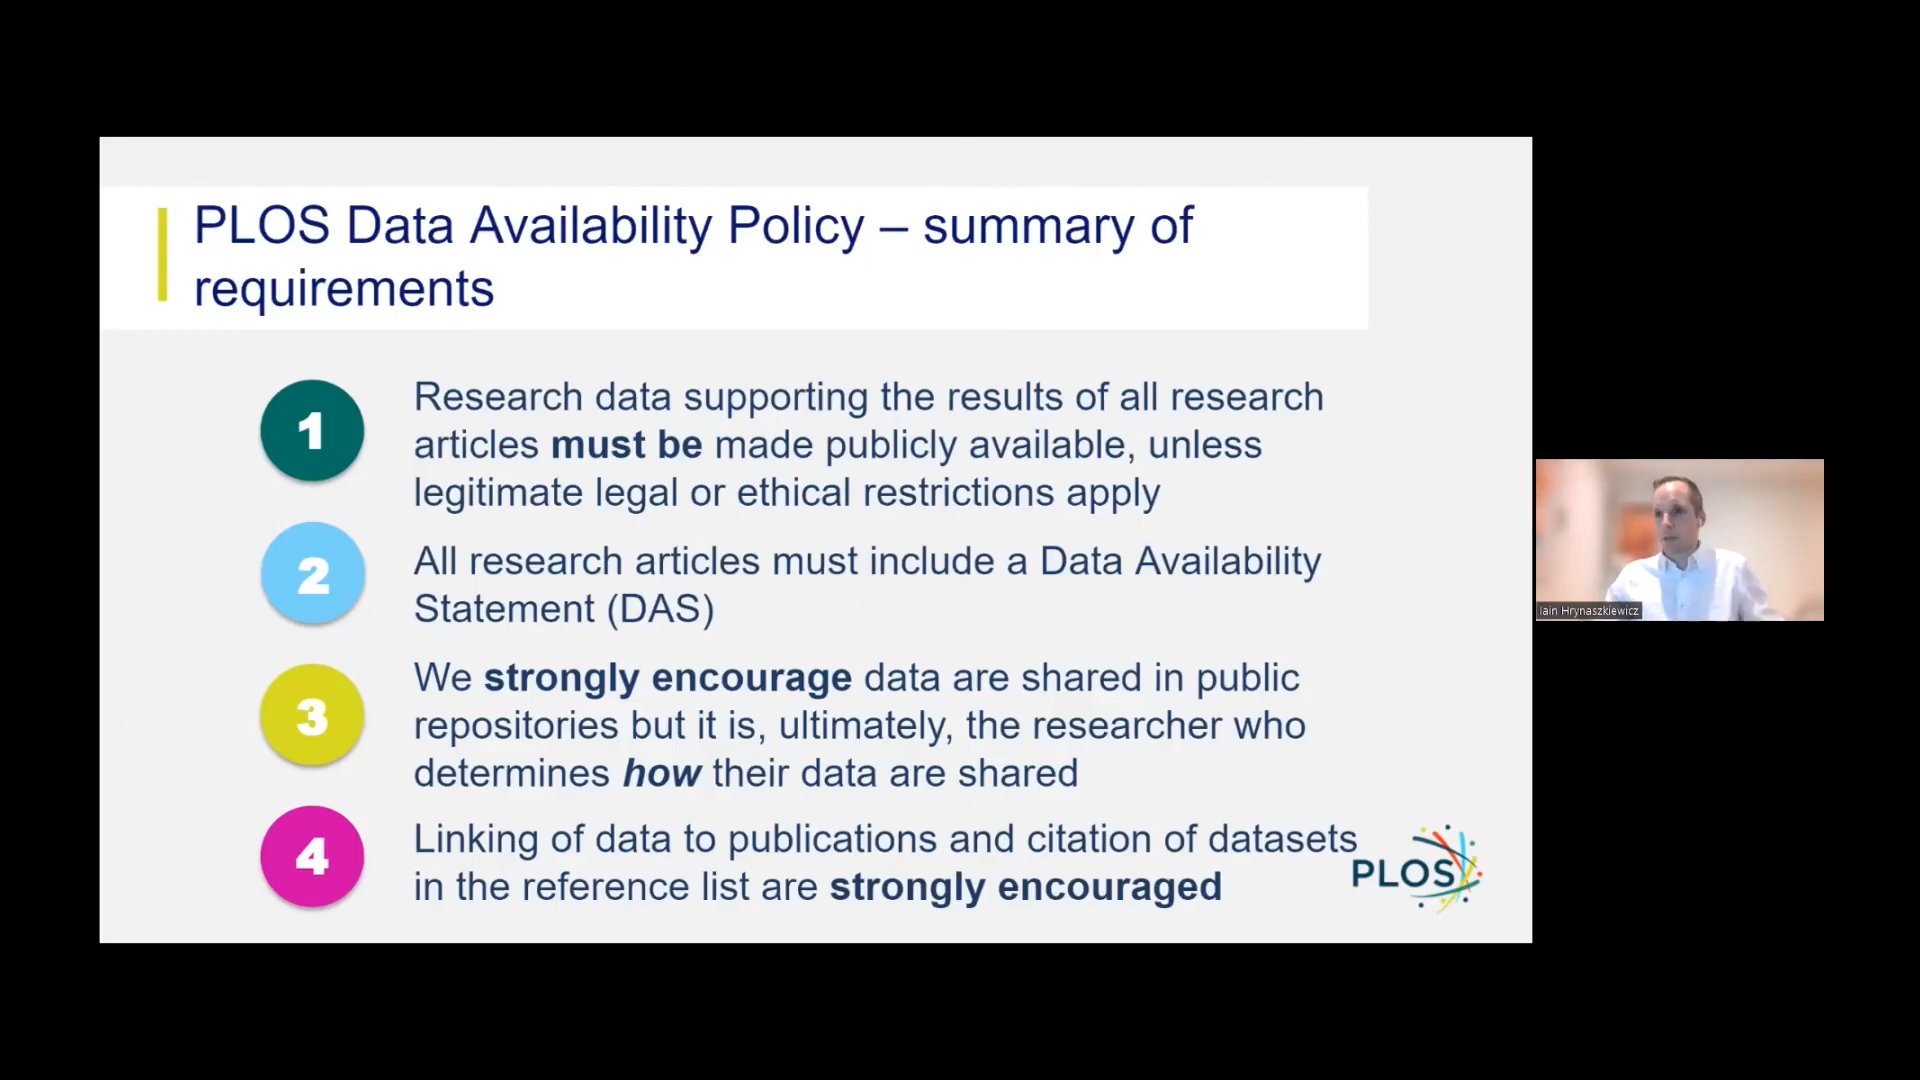 PLOS Data Availability Policy – summary of
requirements
1
Research data supporting the results of all research
articles must be made publicly available, unless
legitimate legal or ethical restrictions apply
2
All research articles must include a Data Availability
Statement (DAS)
3
We strongly encourage data are shared in public
repositories but it is, ultimately, the researcher who
determines how their data are shared
4
Linking of data to publications and citation of datasets
in the reference list are strongly encouraged
PLOS
Iain Hrynaszkiewicz